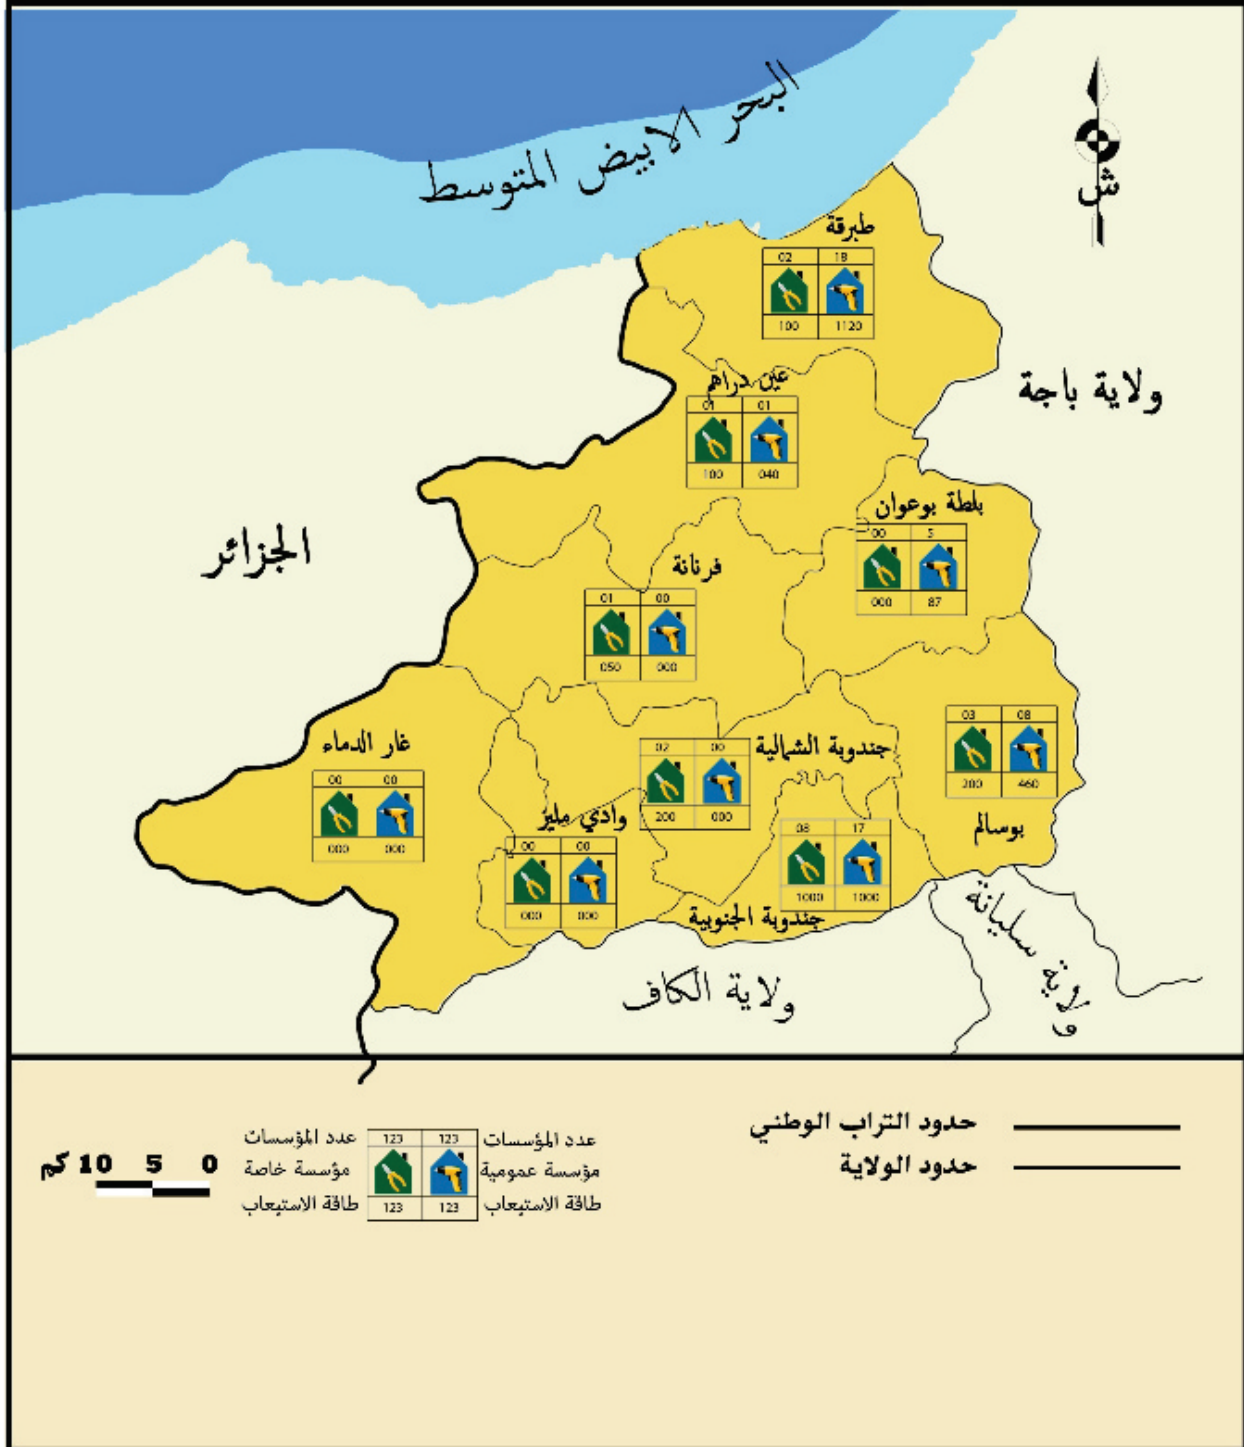 البحر الابيض المتوسط
ش
طبرقة
02 18
100 1120
ولاية باجة
عين دراهم
01 01
100 040
بلطة بوعوان
00 5
000 87
الجزائر
فرنانة
01 00
050 000
غار الدماء
00 00
000 000
جندوبة الشمالية
02 00
200 000
03 08
200 460
بوسالم
وادي مليز
00 00
000 000
08 17
1000 1000
جندوبة الجنوبية
ولاية سليانة
ولاية الكاف
حدود التراب الوطني
حدود الولاية
عدد المؤسسات 123 123 عدد المؤسسات
مؤسسة عمومية مؤسسة خاصة
طاقة الاستيعاب 123 123 طاقة الاستيعاب
0 5 10 كم